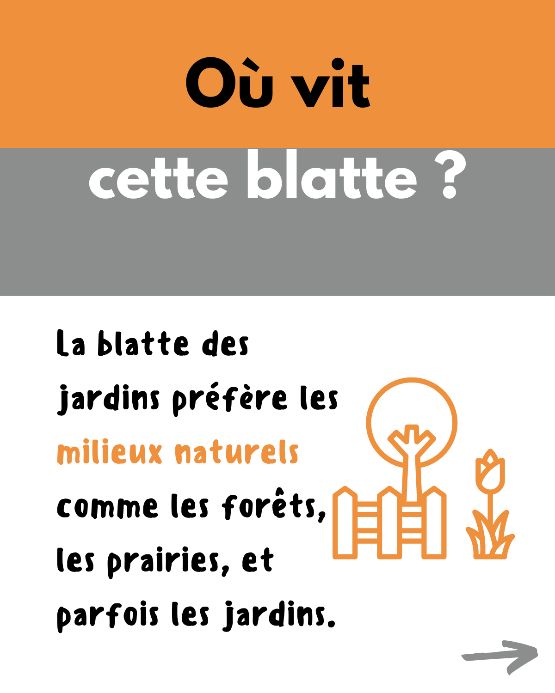 Où vit
cette blatte ?
La blatte des
jardins préfère les
milieux naturels
comme les forêts,
les prairies, et
parfois les jardins.